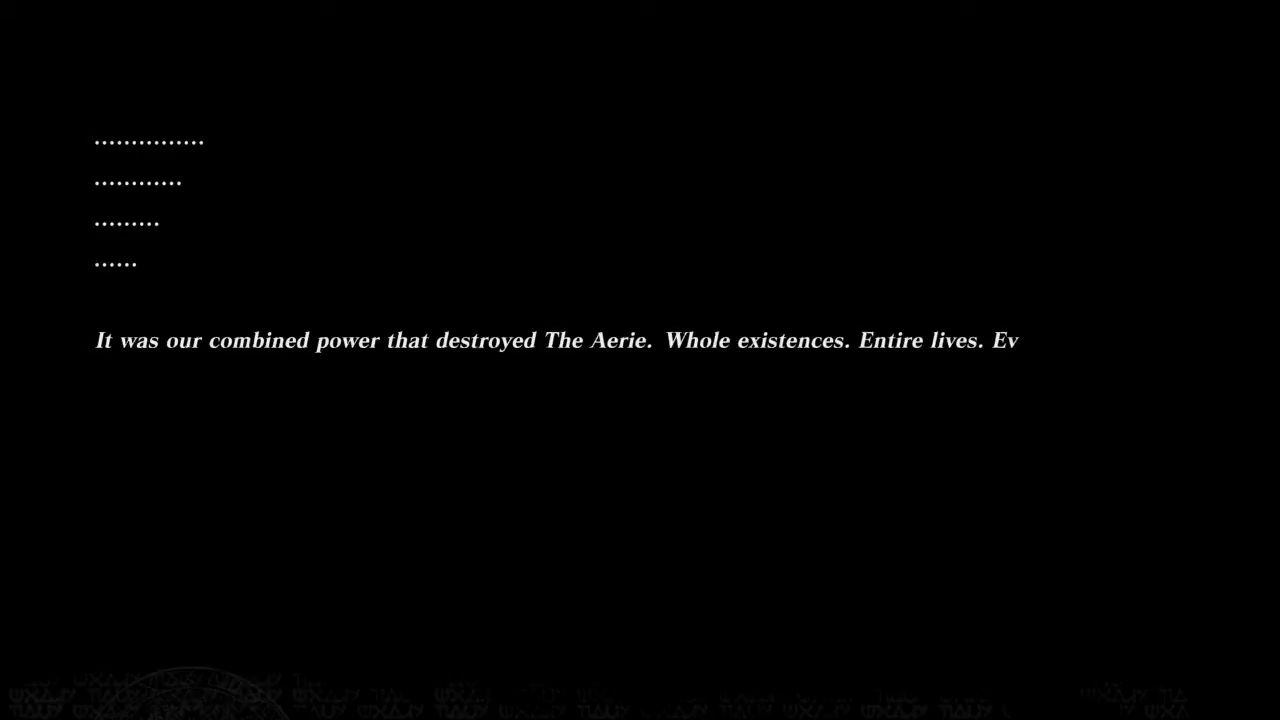 ...............
............
.........
......
It was our combined power that destroyed The Aerie. Whole existences. Entire lives. Ev